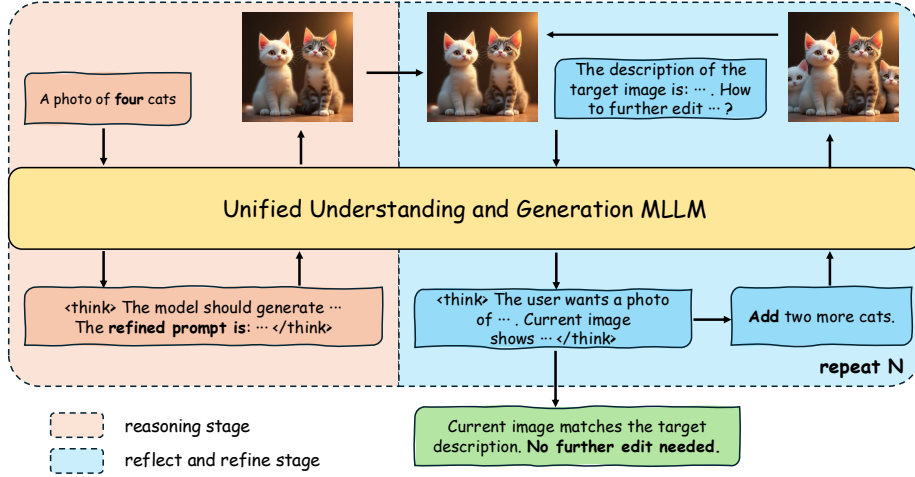 A photo of four cats
The description of the
target image is: ··· . How
to further edit ··· ?
Unified Understanding and Generation MLLM
<think> The model should generate ···
The refined prompt is: ··· </think>
<think> The user wants a photo
of ··· . Current image
shows ··· </think>
Add two more cats.
repeat N
Current image matches the target
description. No further edit needed.
reasoning stage
reflect and refine stage